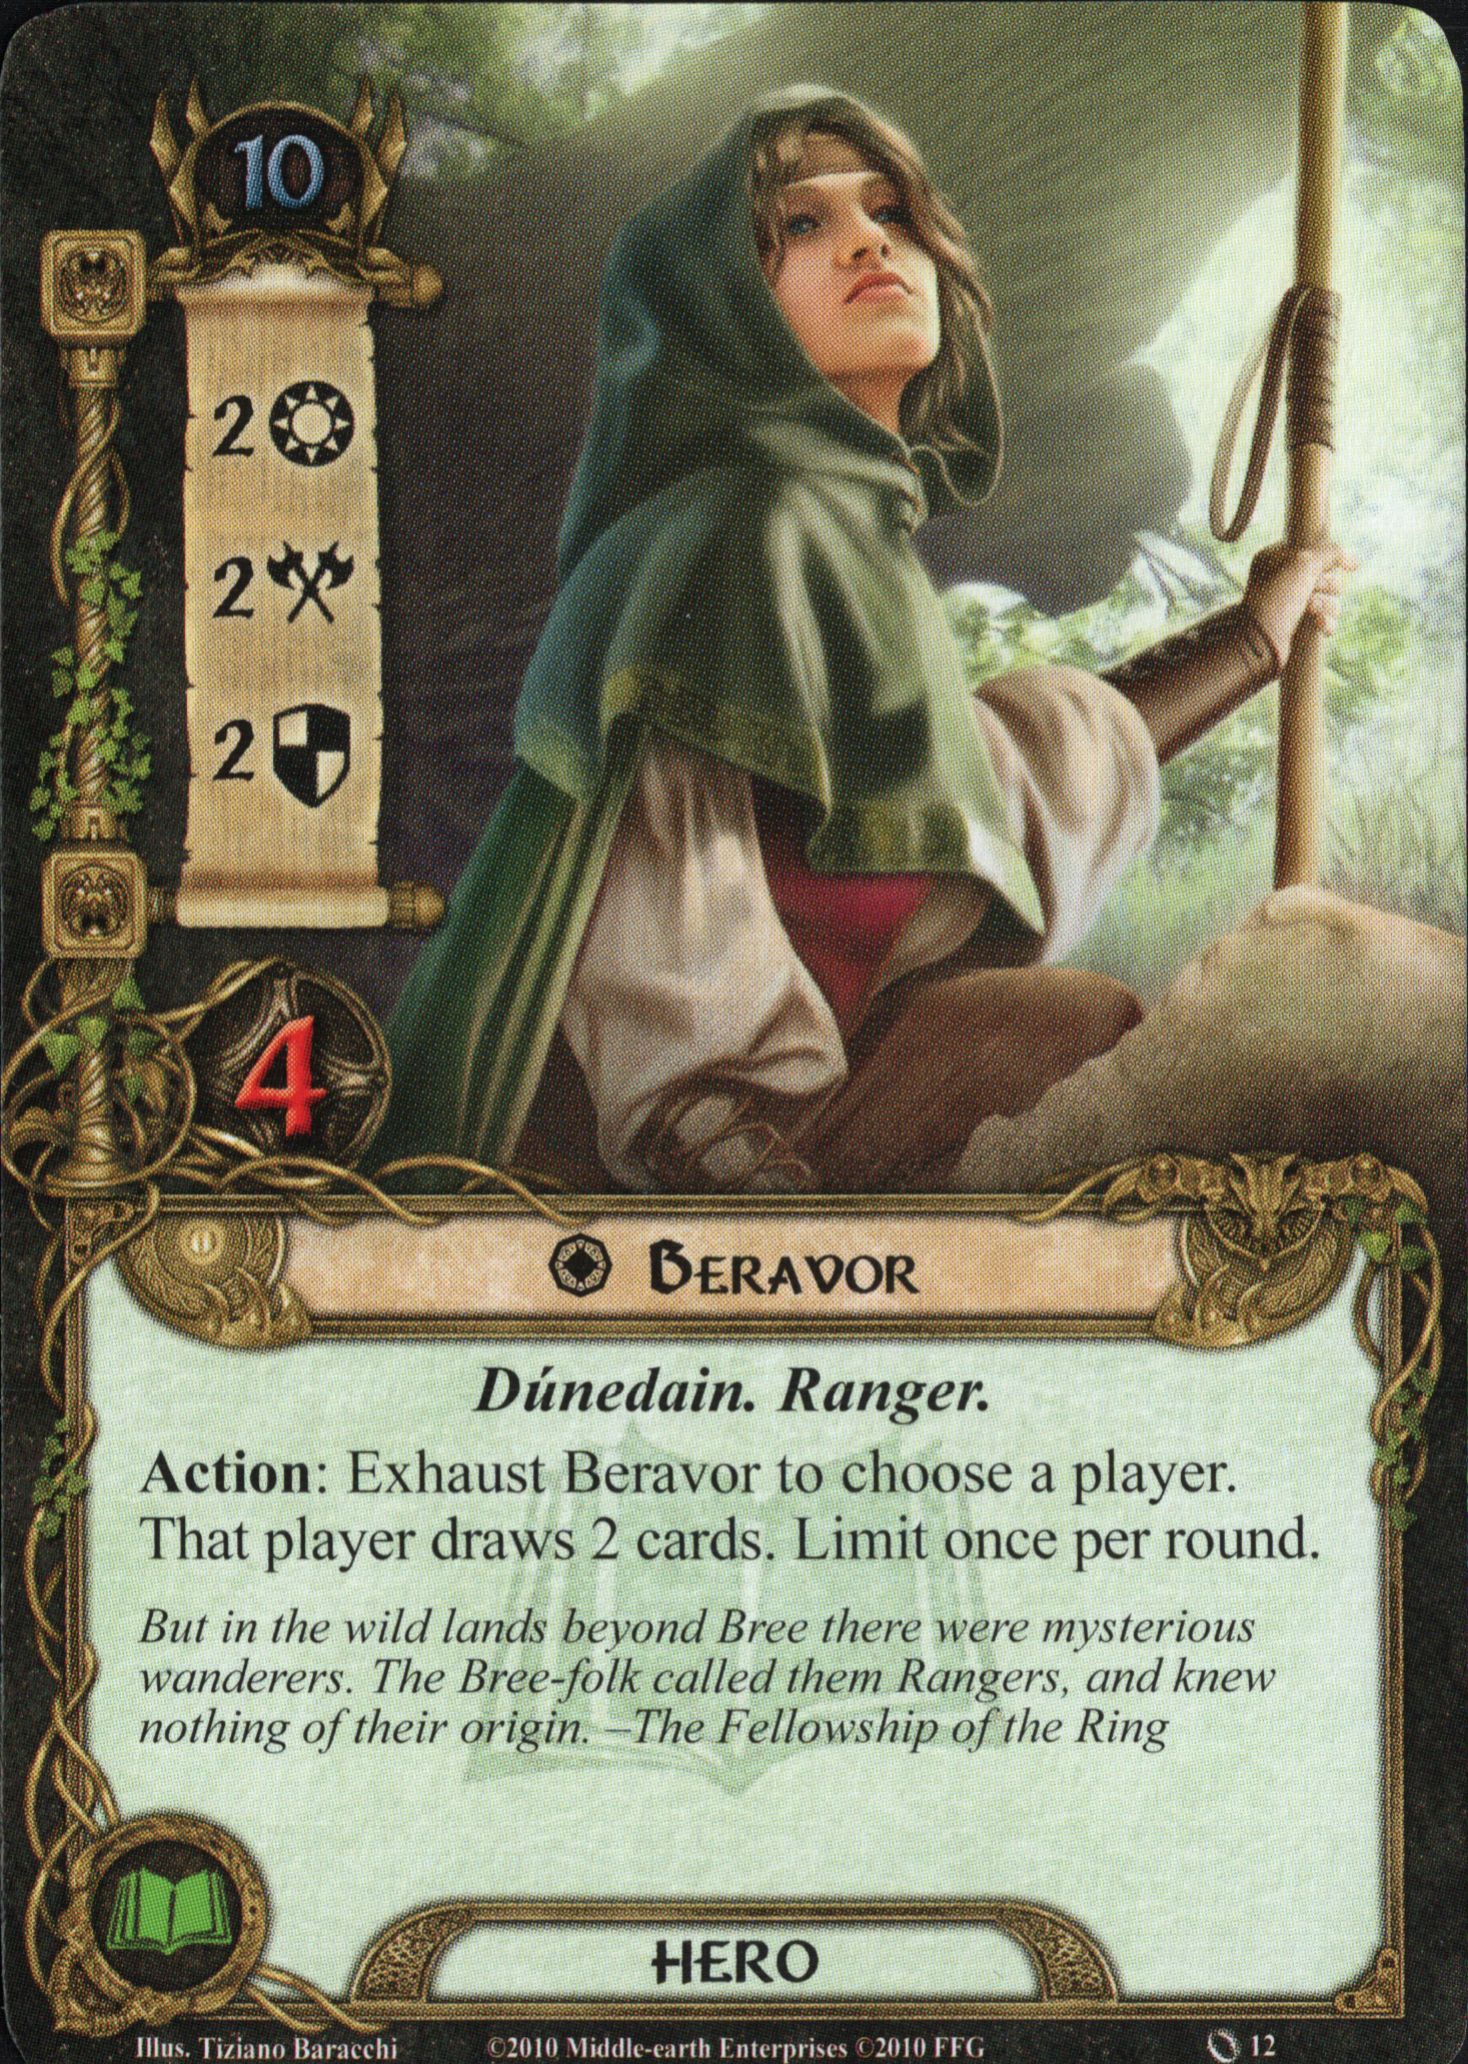 10
2
2
2
4
BERAVOR
Dúnedain. Ranger.
Action: Exhaust Beravor to choose a player.
That player draws 2 cards. Limit once per round.
But in the wild lands beyond Bree there were mysterious
wanderers. The Bree-folk called them Rangers, and knew
nothing of their origin. –The Fellowship of the Ring
HERO
Illus. Tiziano Baracchi ©2010 Middle-earth Enterprises ©2010 FFG 12